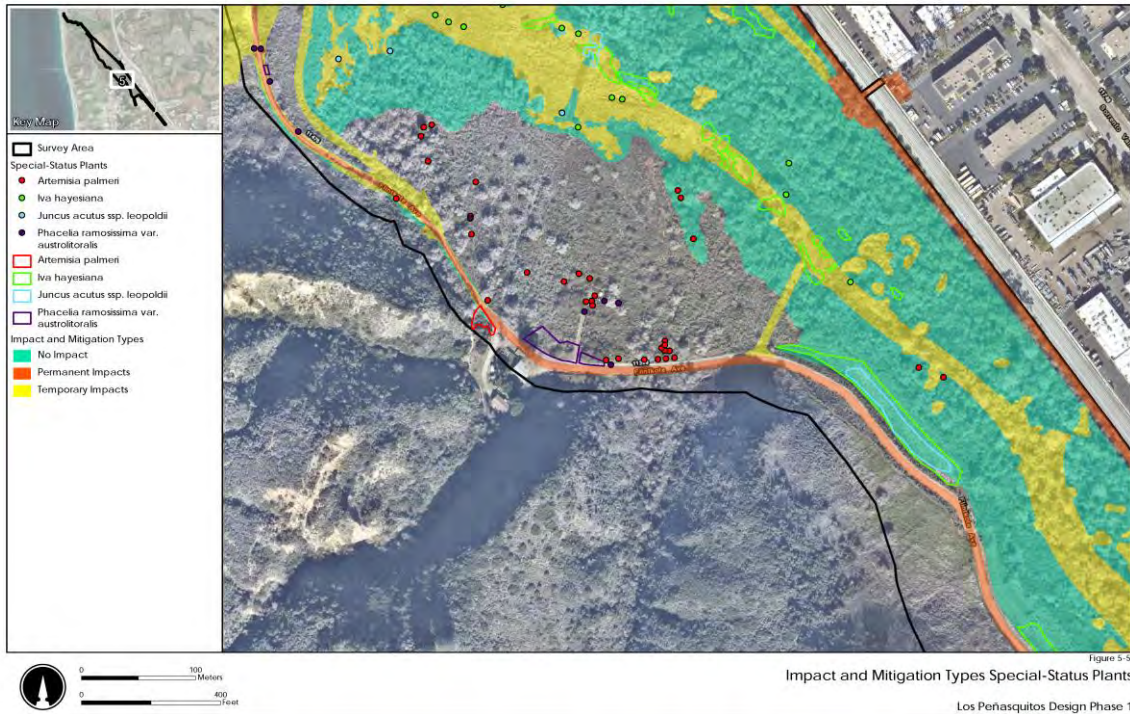 5
Key Map
Survey Area
Special-Status Plants
Artemisia palmeri
Iva hayesiana
Juncus acutus ssp. leopoldii
Phacelia ramosissima var.
austrolitoralis
Artemisia palmeri
Iva hayesiana
Juncus acutus ssp. leopoldii
Phacelia ramosissima var.
austrolitoralis
Impact and Mitigation Types
No Impact
Permanent Impacts
Temporary Impacts
Flintkote Ave
0 100
Meters
0 400
Feet
Figure 5-5
Impact and Mitigation Types Special-Status Plants
Los Peñasquitos Design Phase 1